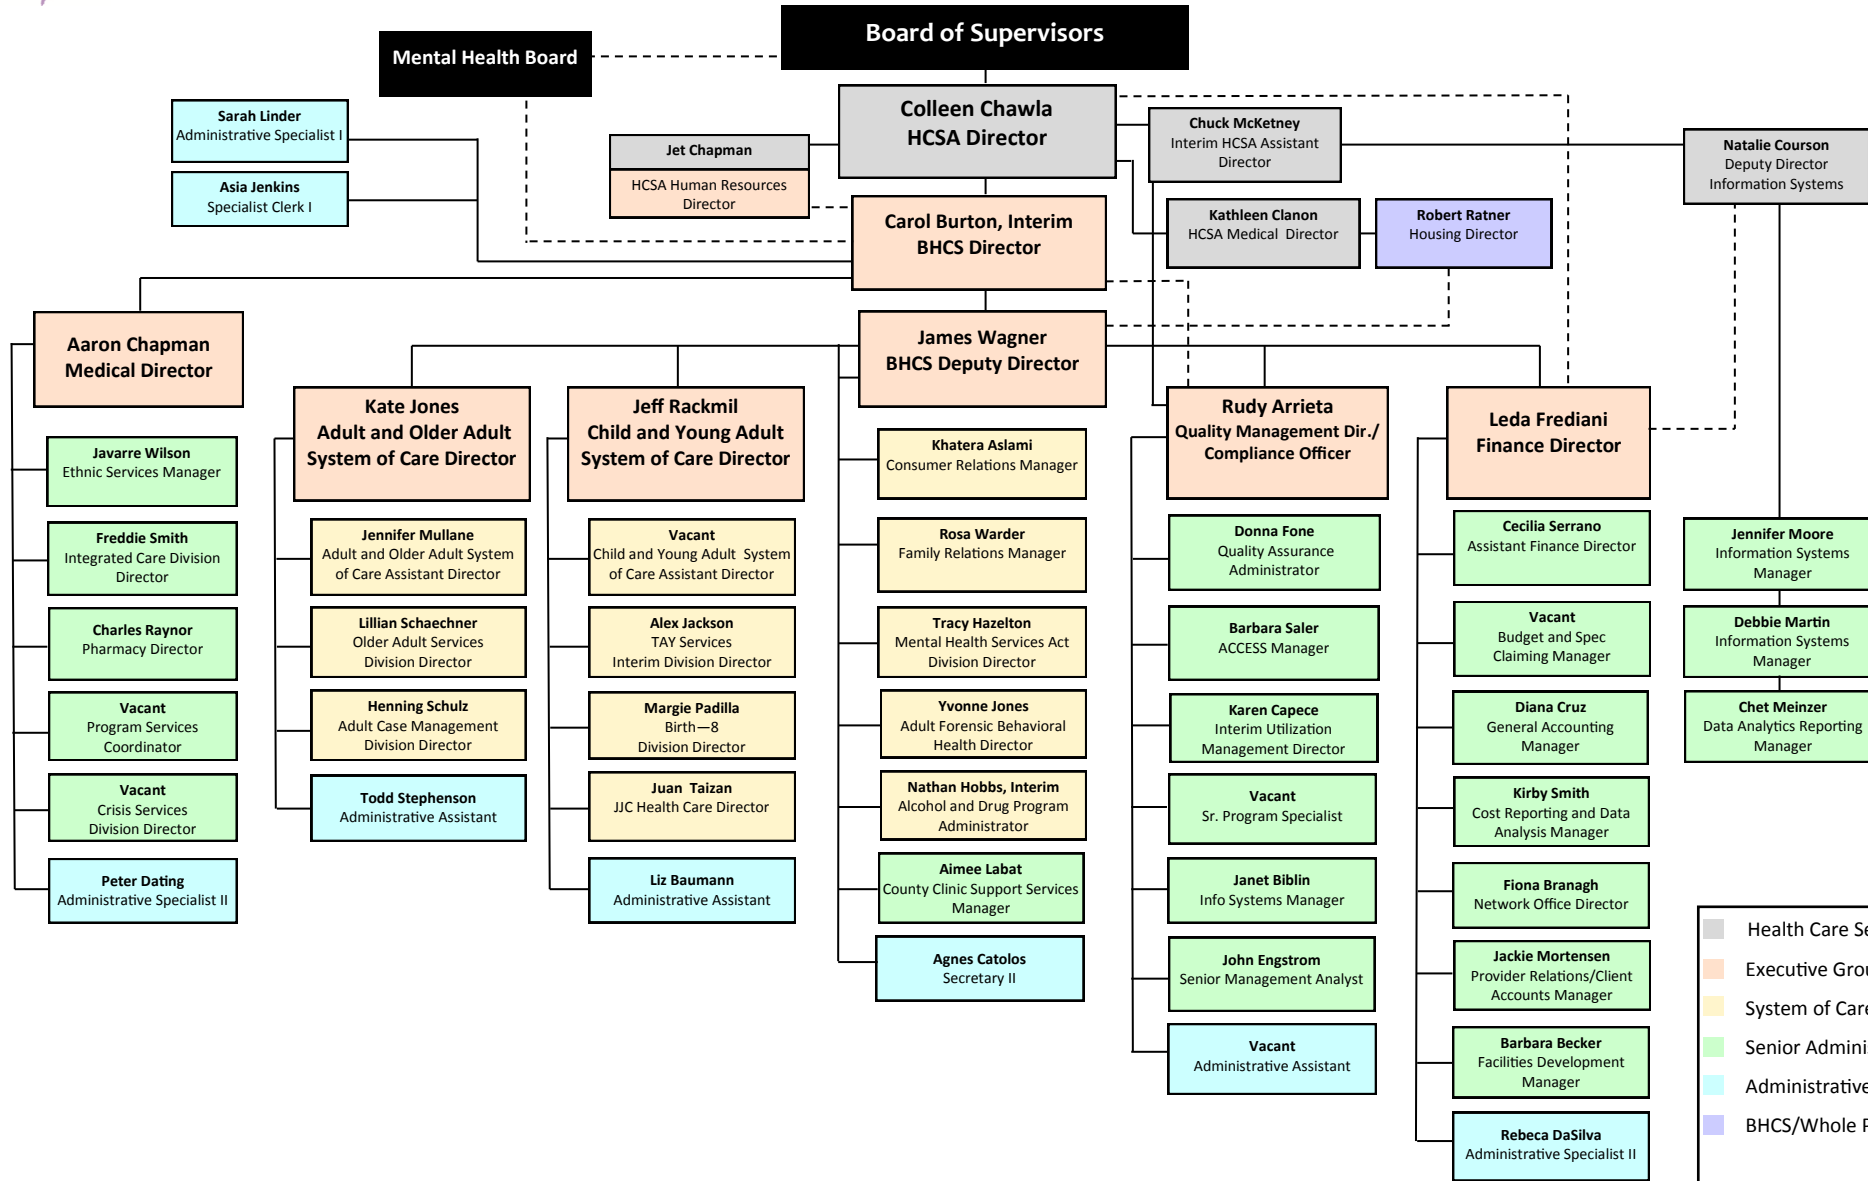 Board of Supervisors
Mental Health Board
Colleen Chawla
HCSA Director
Sarah Linder
Administrative Specialist I
Asia Jenkins
Specialist Clerk I
Jet Chapman
HCSA Human Resources
Director
Chuck McKetney
Interim HCSA Assistant
Director
Natalie Courson
Deputy Director
Information Systems
Carol Burton, Interim
BHCS Director
Kathleen Clanon
HCSA Medical  Director
Robert Ratner
Housing Director
Aaron Chapman
Medical Director
James Wagner
BHCS Deputy Director
Kate Jones
Adult and Older Adult
System of Care Director
Jeff Rackmil
Child and Young Adult
System of Care Director
Rudy Arrieta
Quality Management Dir./
Compliance Officer
Leda Frediani
Finance Director
Javarre Wilson
Ethnic Services Manager
Freddie Smith
Integrated Care Division
Director
Charles Raynor
Pharmacy Director
Vacant
Program Services
Coordinator
Vacant
Crisis Services
Division Director
Peter Dating
Administrative Specialist II
Jennifer Mullane
Adult and Older Adult System
of Care Assistant Director
Lillian Schaechner
Older Adult Services
Division Director
Henning Schulz
Adult Case Management
Division Director
Todd Stephenson
Administrative Assistant
Vacant
Child and Young Adult  System
of Care Assistant Director
Alex Jackson
TAY Services
Interim Division Director
Margie Padilla
Birth—8
Division Director
Juan  Taizan
JJC Health Care Director
Liz Baumann
Administrative Assistant
Khatera Aslami
Consumer Relations Manager
Rosa Warder
Family Relations Manager
Tracy Hazelton
Mental Health Services Act
Division Director
Yvonne Jones
Adult Forensic Behavioral
Health Director
Nathan Hobbs, Interim
Alcohol and Drug Program
Administrator
Aimee Labat
County Clinic Support Services
Manager
Agnes Catolos
Secretary II
Donna Fone
Quality Assurance
Administrator
Barbara Saler
ACCESS Manager
Karen Capece
Interim Utilization
Management Director
Vacant
Sr. Program Specialist
Janet Biblin
Info Systems Manager
John Engstrom
Senior Management Analyst
Vacant
Administrative Assistant
Cecilia Serrano
Assistant Finance Director
Vacant
Budget and Spec
Claiming Manager
Diana Cruz
General Accounting
Manager
Kirby Smith
Cost Reporting and Data
Analysis Manager
Fiona Branagh
Network Office Director
Jackie Mortensen
Provider Relations/Client
Accounts Manager
Barbara Becker
Facilities Development
Manager
Rebeca DaSilva
Administrative Specialist II
Jennifer Moore
Information Systems
Manager
Debbie Martin
Information Systems
Manager
Chet Meinzer
Data Analytics Reporting
Manager
Health Care Se
Executive Grou
System of Care
Senior Adminis
Administrative
BHCS/Whole P